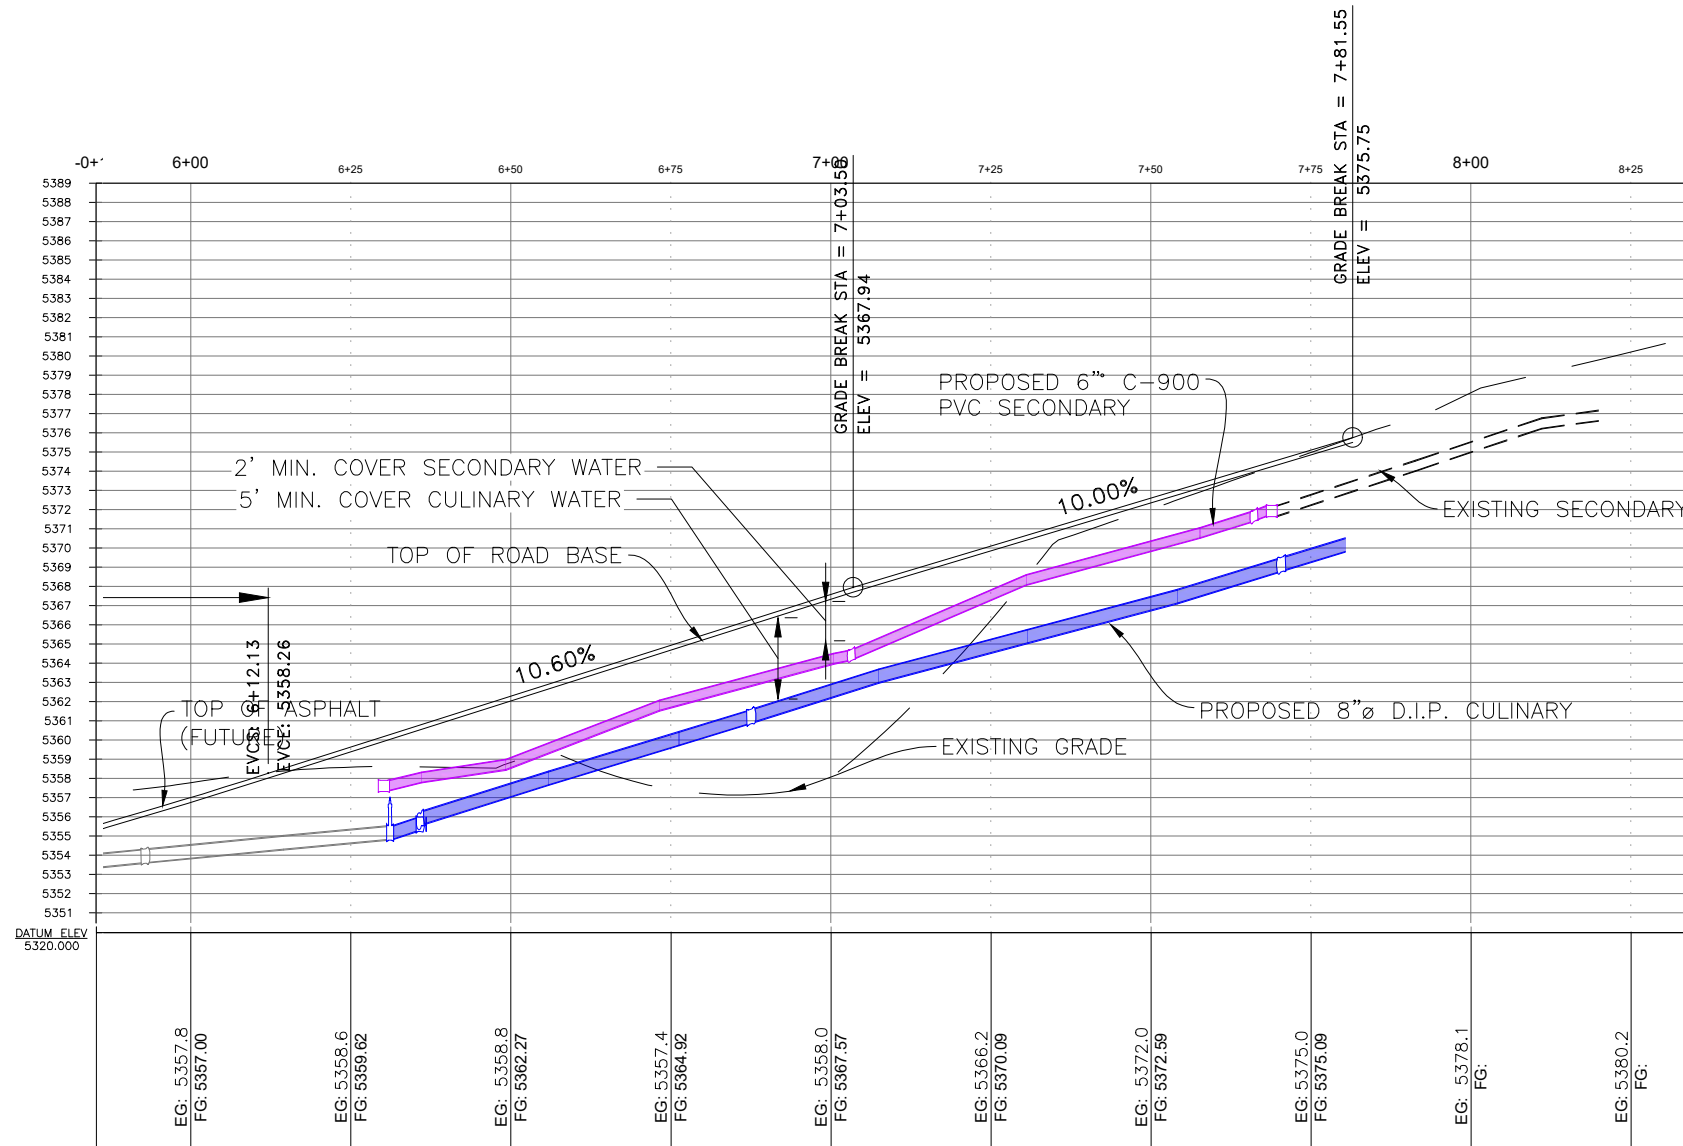 GRADE BREAK STA = 7+81.55
ELEV = 5375.75
6+00
7+00
8+00
6+25
6+50
6+75
7+25
7+50
7+75
8+25
GRADE BREAK STA = 7+03.50
ELEV = 5367.94
5389
5388
5387
5386
5385
5384
5383
5382
5381
5380
5379
5378
5377
5376
5375
5374
5373
5372
5371
5370
5369
5368
5367
5366
5365
5364
5363
5362
5361
5360
5359
5358
5357
5356
5355
5354
5353
5352
5351
DATUM ELEV
5320.000
PROPOSED 6"ø C-900
PVC SECONDARY
2' MIN. COVER SECONDARY WATER
5' MIN. COVER CULINARY WATER
10.00%
EXISTING SECONDARY
TOP OF ROAD BASE
10.60%
EVCS: 6+12.13
EVCE: 5358.26
TOP OF ASPHALT
(FUTURE)
PROPOSED 8"ø D.I.P. CULINARY
EXISTING GRADE
EG: 5357.8
FG: 5357.00
EG: 5358.6
FG: 5359.62
EG: 5358.8
FG: 5362.27
EG: 5357.4
FG: 5364.92
EG: 5358.0
FG: 5367.57
EG: 5366.2
FG: 5370.09
EG: 5372.0
FG: 5372.59
EG: 5375.0
FG: 5375.09
EG: 5378.1
FG:
EG: 5380.2
FG: